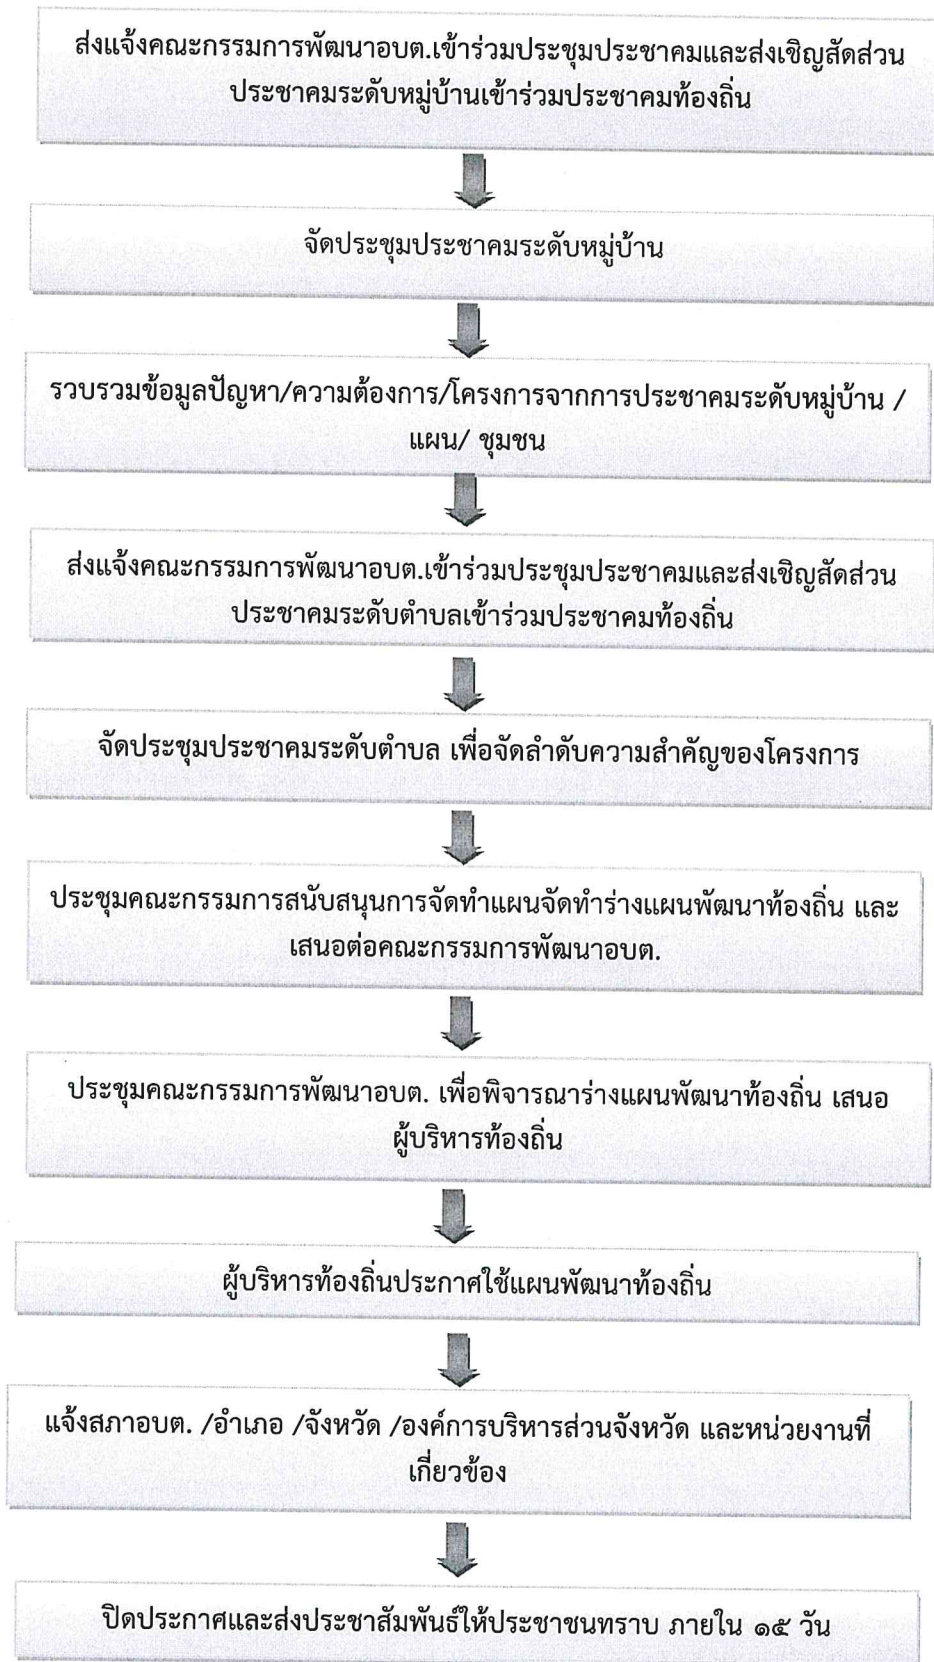 ส่งแจ้งคณะกรรมการพัฒนาอบต.เข้าร่วมประชุมประชาคมและส่งเชิญสัดส่วน
ประชาคมระดับหมู่บ้านเข้าร่วมประชาคมท้องถิ่น
จัดประชุมประชาคมระดับหมู่บ้าน
รวบรวมข้อมูลปัญหา/ความต้องการ/โครงการจากการประชาคมระดับหมู่บ้าน /
แผน/ ชุมชน
ส่งแจ้งคณะกรรมการพัฒนาอบต.เข้าร่วมประชุมประชาคมและส่งเชิญสัดส่วน
ประชาคมระดับตำบลเข้าร่วมประชาคมท้องถิ่น
จัดประชุมประชาคมระดับตำบล เพื่อจัดลำดับความสำคัญของโครงการ
ประชุมคณะกรรมการสนับสนุนการจัดทำแผนจัดทำร่างแผนพัฒนาท้องถิ่น และ
เสนอต่อคณะกรรมการพัฒนาอบต.
ประชุมคณะกรรมการพัฒนาอบต. เพื่อพิจารณาร่างแผนพัฒนาท้องถิ่น เสนอ
ผู้บริหารท้องถิ่น
ผู้บริหารท้องถิ่นประกาศใช้แผนพัฒนาท้องถิ่น
แจ้งสภาอบต. /อำเภอ /จังหวัด /องค์การบริหารส่วนจังหวัด และหน่วยงานที่
เกี่ยวข้อง
ปิดประกาศและส่งประชาสัมพันธ์ให้ประชาชนทราบ ภายใน ๑๕ วัน